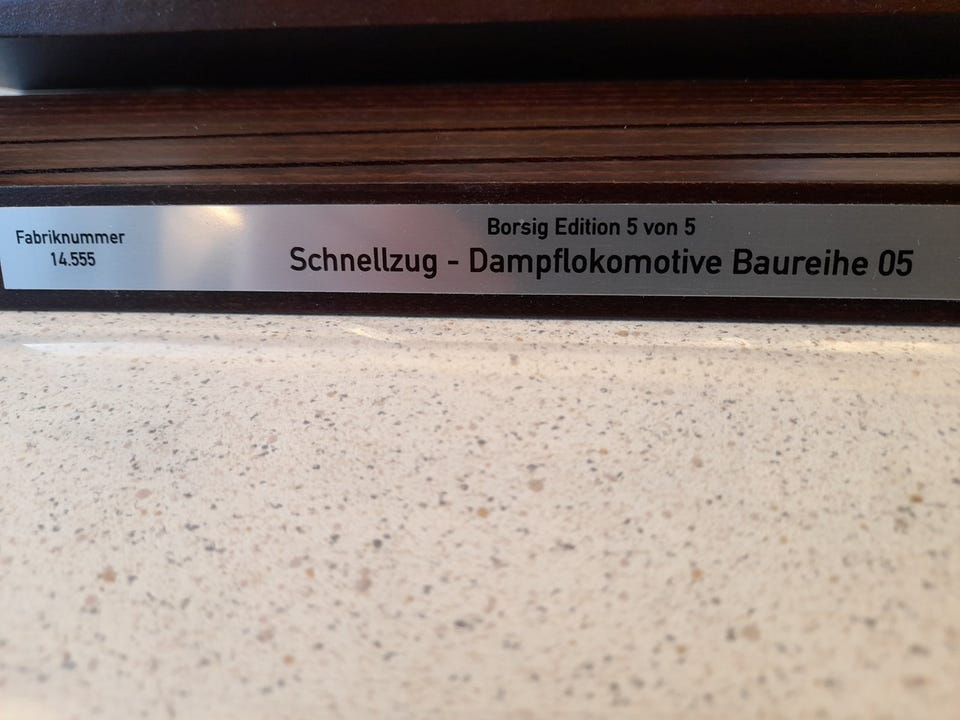 Fabriknummer
14.555
Borsig Edition 5 von 5
Schnellzug - Dampflokomotive Baureihe 05